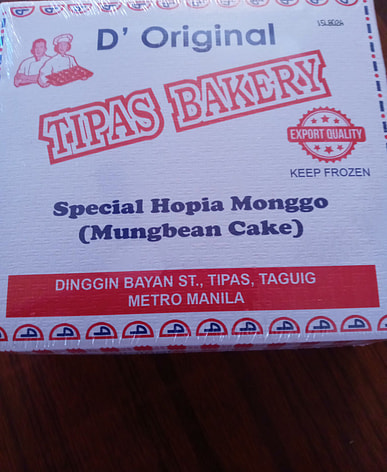 D' Original
TIPAS BAKERY
EXPORT QUALITY
KEEP FROZEN
Special Hopia Monggo
(Mungbean Cake)
DINGGIN BAYAN ST., TIPAS, TAGUIG
METRO MANILA